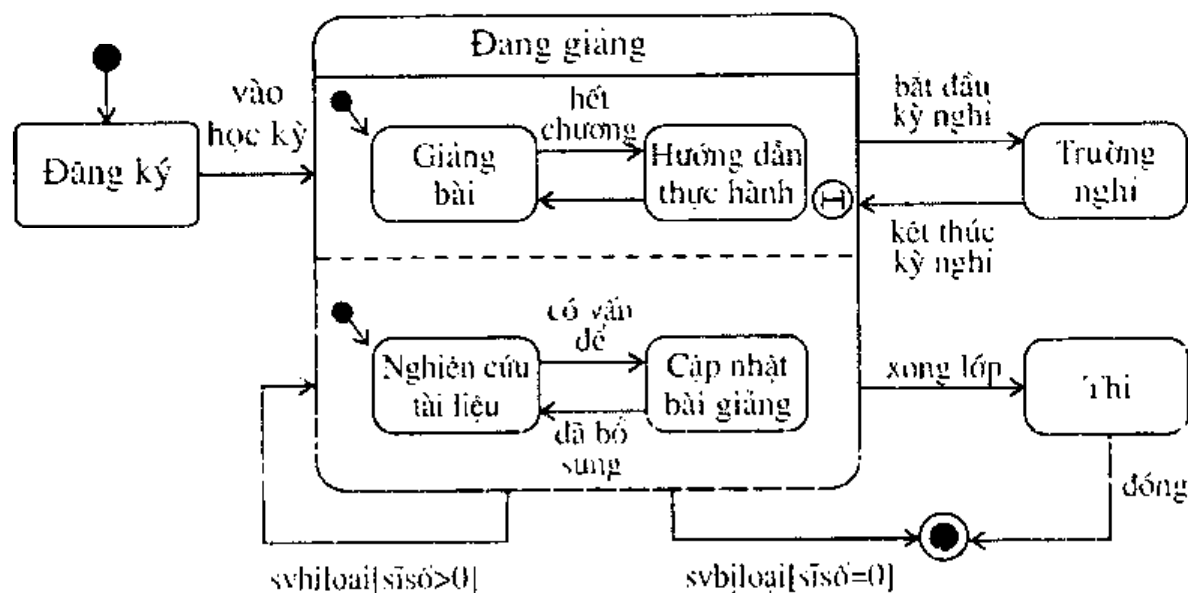 Đang giảng
vào
học kỳ
Đăng ký
hết
chương
Giảng
bài
Hướng dẫn
thực hành
H
bắt đầu
kỳ nghỉ
Trường
nghỉ
kết thúc
kỳ nghỉ
có vấn
đề
Nghiên cứu
tài liệu
Cập nhật
bài giảng
đã bổ
sung
xong lớp
Thi
đóng
svbịloại[sĩsố>0]
svbịloại[sĩsố=0]